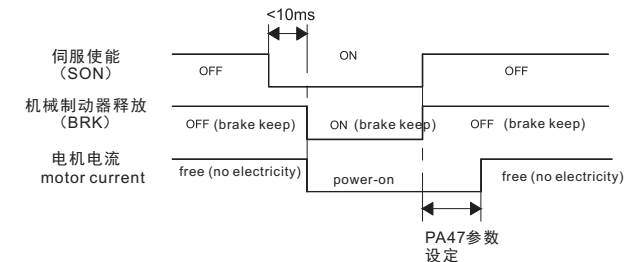 <10ms
伺服使能
（SON）
OFF
ON
OFF
机械制动器释放
（BRK）
OFF (brake keep)
ON (brake keep)
OFF (brake keep)
电机电流
motor current
free (no electricity)
power-on
free (no electricity)
PA47参数
设定